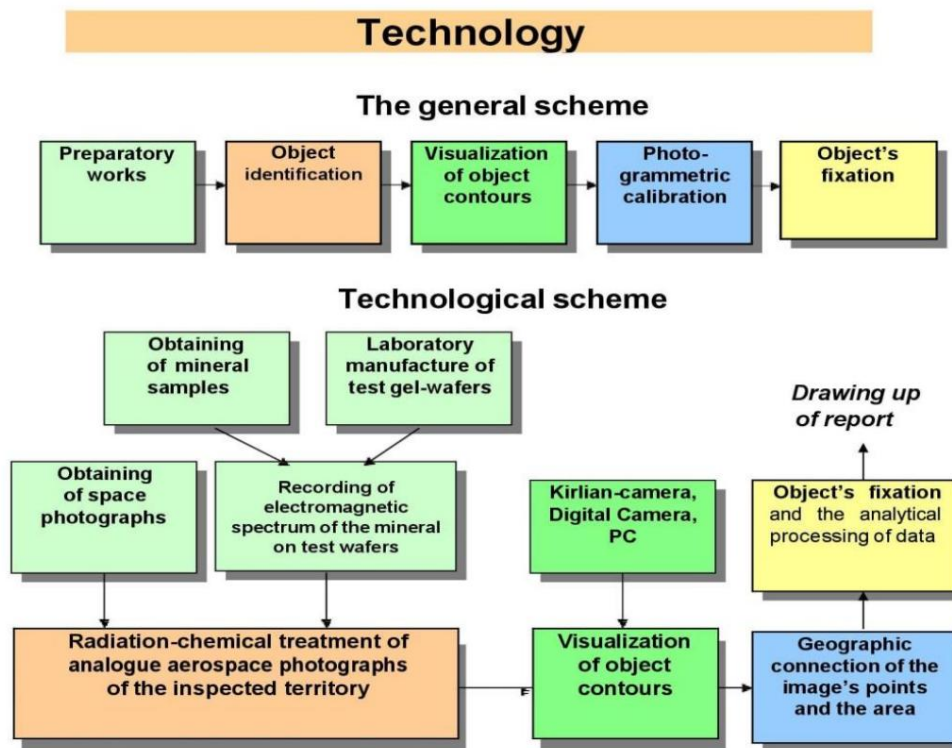 Technology
The general scheme
Preparatory
works
Object
identification
Visualization
of object
contours
Photo-
grammetric
calibration
Object's
fixation
Technological scheme
Obtaining
of mineral
samples
Laboratory
manufacture of
test gel-wafers
Drawing up
of report
Obtaining
of space
photographs
Recording of
electromagnetic
spectrum of the mineral
on test wafers
Kirlian-camera,
Digital Camera,
PC
Object's fixation
and the analytical
processing of data
Radiation-chemical treatment of
analogue aerospace photographs
of the inspected territory
Visualization
of object
contours
Geographic
connection of the
image's points
and the area